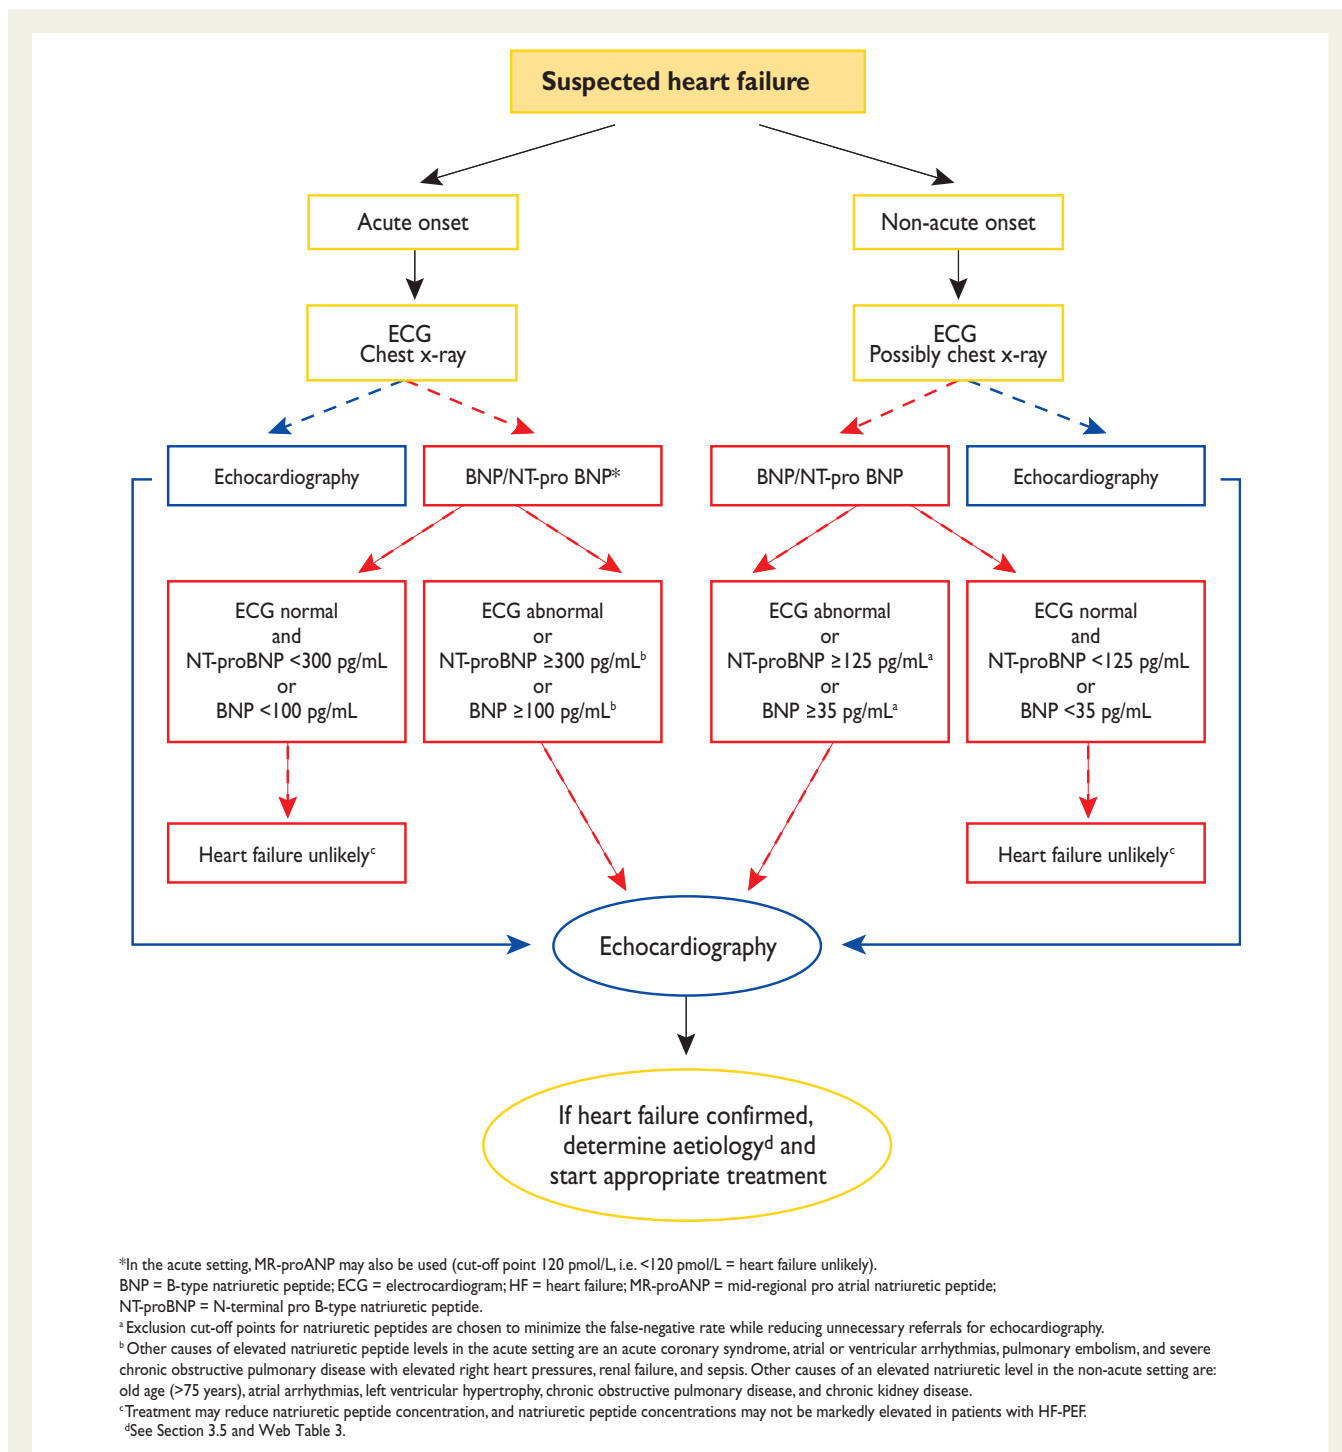 Suspected heart failure
Acute onset
Non-acute onset
ECG
Chest x-ray
ECG
Possibly chest x-ray
Echocardiography
BNP/NT-pro BNP*
BNP/NT-pro BNP
Echocardiography
ECG normal
and
NT-proBNP <300 pg/mL
or
BNP <100 pg/mL
ECG abnormal
or
NT-proBNP ≥300 pg/mLᵇ
or
BNP ≥100 pg/mLᵇ
ECG abnormal
or
NT-proBNP ≥125 pg/mLᵃ
or
BNP ≥35 pg/mLᵃ
ECG normal
and
NT-proBNP <125 pg/mL
or
BNP <35 pg/mL
Heart failure unlikelyᶜ
Heart failure unlikelyᶜ
Echocardiography
If heart failure confirmed,
determine aetiologyᵈ and
start appropriate treatment
*In the acute setting, MR-proANP may also be used (cut-off point 120 pmol/L, i.e. <120 pmol/L = heart failure unlikely).
BNP = B-type natriuretic peptide; ECG = electrocardiogram; HF = heart failure; MR-proANP = mid-regional pro atrial natriuretic peptide;
NT-proBNP = N-terminal pro B-type natriuretic peptide.
ᵃ Exclusion cut-off points for natriuretic peptides are chosen to minimize the false-negative rate while reducing unnecessary referrals for echocardiography.
ᵇ Other causes of elevated natriuretic peptide levels in the acute setting are an acute coronary syndrome, atrial or ventricular arrhythmias, pulmonary embolism, and severe
chronic obstructive pulmonary disease with elevated right heart pressures, renal failure, and sepsis. Other causes of an elevated natriuretic level in the non-acute setting are:
old age (>75 years), atrial arrhythmias, left ventricular hypertrophy, chronic obstructive pulmonary disease, and chronic kidney disease.
ᶜ Treatment may reduce natriuretic peptide concentration, and natriuretic peptide concentrations may not be markedly elevated in patients with HF-PEF.
ᵈSee Section 3.5 and Web Table 3.